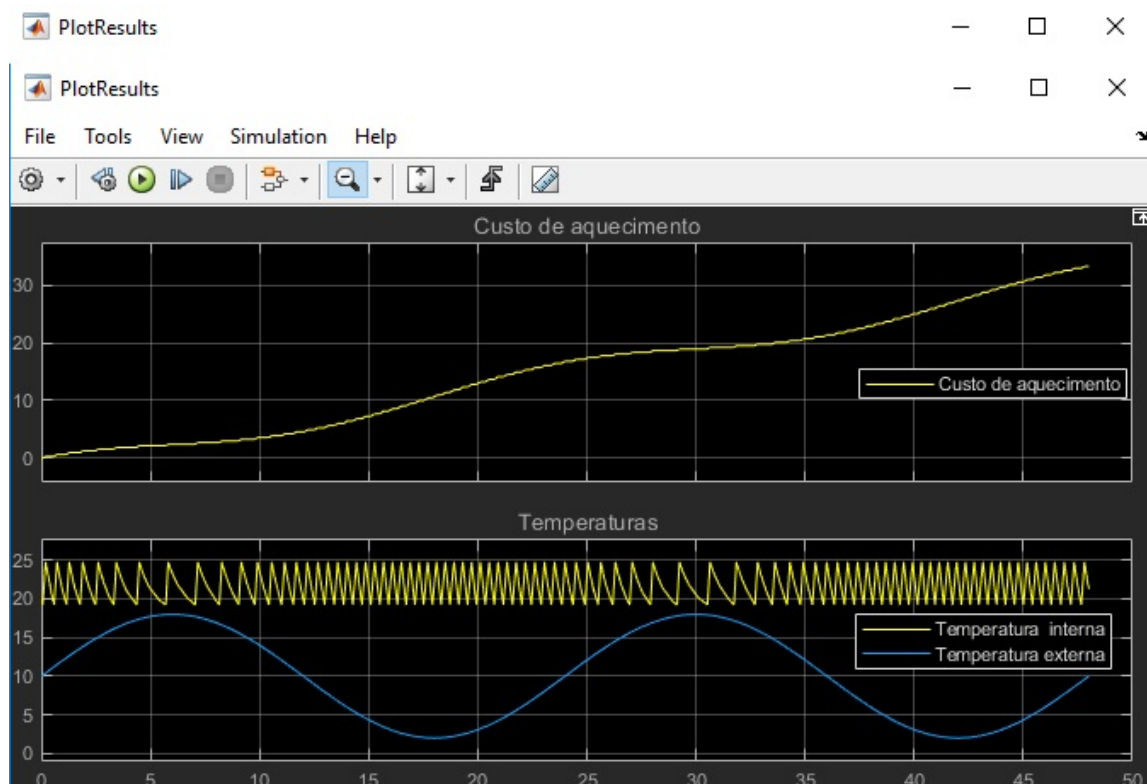 PlotResults
PlotResults
File Tools View Simulation Help
Custo de aquecimento
30
20
10
0
Custo de aquecimento
Temperaturas
25
20
15
10
5
0
Temperatura interna
Temperatura externa
0 5 10 15 20 25 30 35 40 45 50